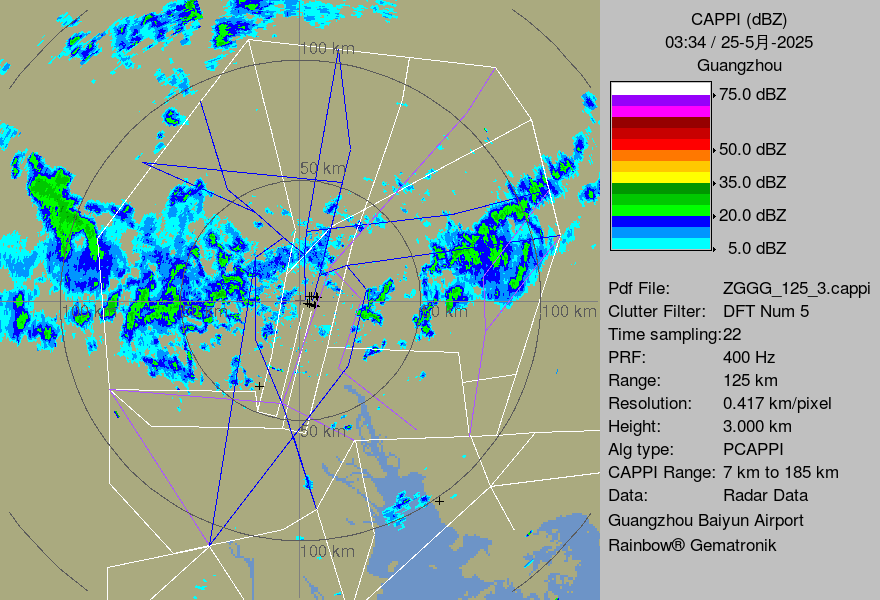 CAPPI (dBZ)
03:34 / 25-5月-2025
Guangzhou
75.0 dBZ
50.0 dBZ
35.0 dBZ
20.0 dBZ
5.0 dBZ
Pdf File: ZGGG_125_3.cappi
Clutter Filter: DFT Num 5
Time sampling:22
PRF: 400 Hz
Range: 125 km
Resolution: 0.417 km/pixel
Height: 3.000 km
Alg type: PCAPPI
CAPPI Range: 7 km to 185 km
Data: Radar Data
Guangzhou Baiyun Airport
Rainbow® Gematronik
100 km
50 km
100 km
50 km
100 km